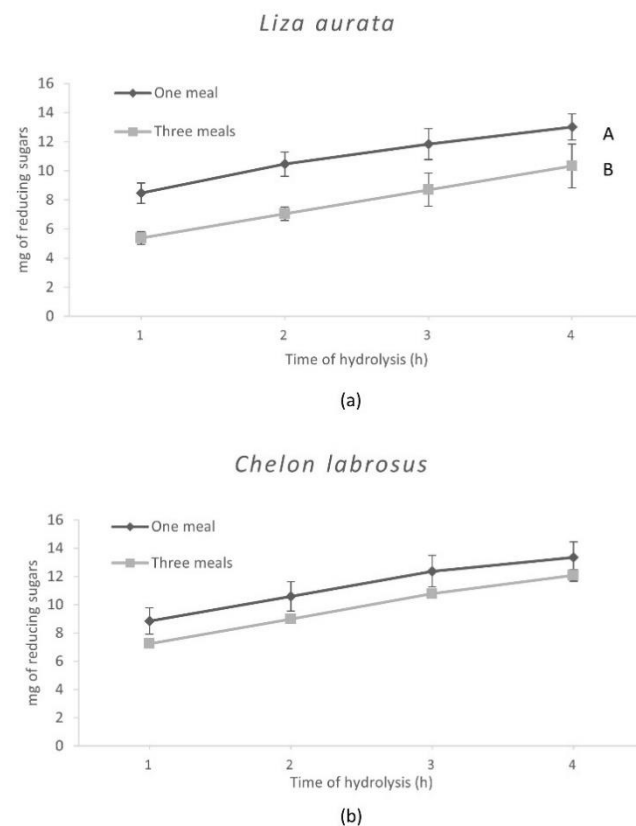 Liza aurata
16
14
12
10
8
6
4
2
0
mg of reducing sugars
One meal
Three meals
A
B
1 2 3 4
Time of hydrolysis (h)
(a)
Chelon labrosus
16
14
12
10
8
6
4
2
0
mg of reducing sugars
One meal
Three meals
1 2 3 4
Time of hydrolysis (h)
(b)